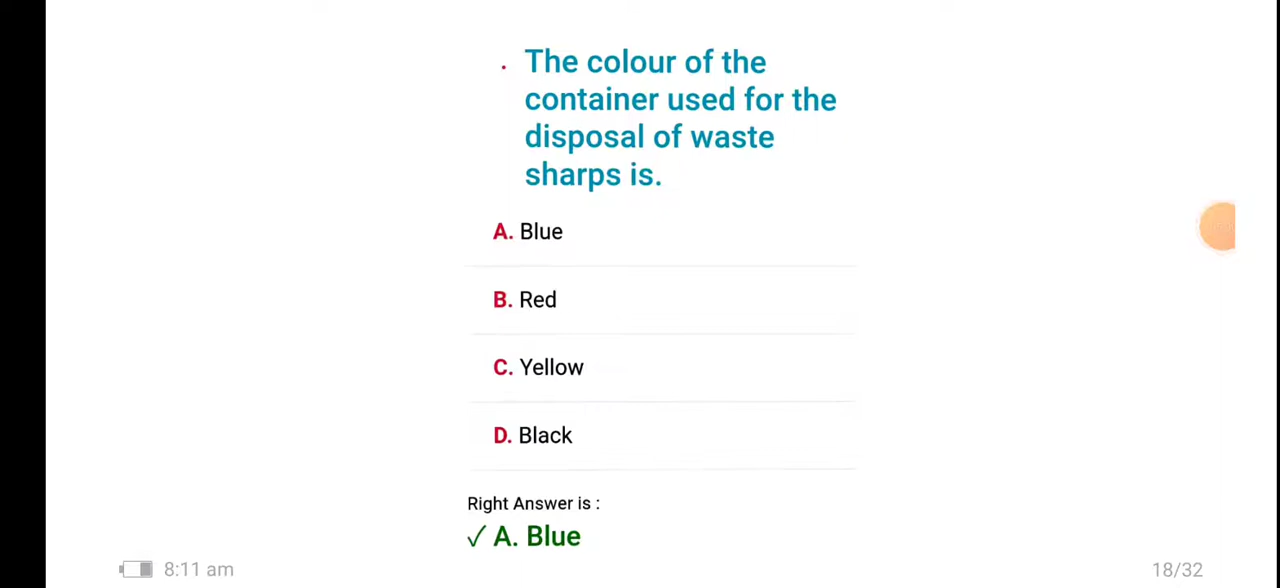 The colour of the
container used for the
disposal of waste
sharps is.
A. Blue
B. Red
C. Yellow
D. Black
Right Answer is :
✓ A. Blue
8:11 am
18/32